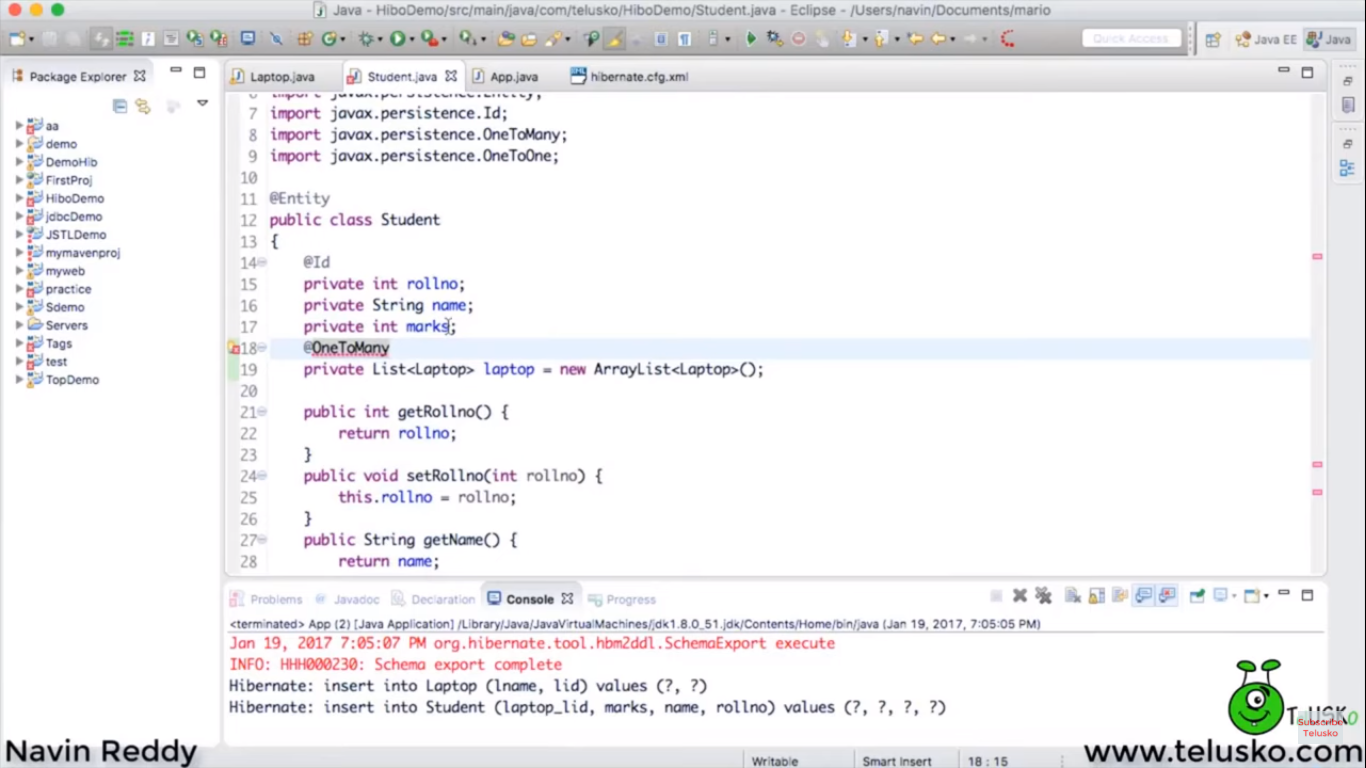 Java - HiboDemo/src/main/java/com/telusko/HiboDemo/Student.java - Eclipse - /Users/navin/Documents/mario
Quick Access
Java EE
Java
Package Explorer
Laptop.java
Student.java
App.java
hibernate.cfg.xml
aa
demo
DemoHib
FirstProj
HiboDemo
jdbcDemo
JSTLDemo
mymavenproj
myweb
practice
Sdemo
Servers
Tags
test
TopDemo
6 import javax.persistence.Entity;
7 import javax.persistence.Id;
8 import javax.persistence.OneToMany;
9 import javax.persistence.OneToOne;
10
11 @Entity
12 public class Student
13 {
14 @Id
15 private int rollno;
16 private String name;
17 private int marks;
18 @OneToMany
19 private List<Laptop> laptop = new ArrayList<Laptop>();
20
21 public int getRollno() {
22 return rollno;
23 }
24 public void setRollno(int rollno) {
25 this.rollno = rollno;
26 }
27 public String getName() {
28 return name;
Problems
Javadoc
Declaration
Console
Progress
<terminated> App (2) [Java Application] /Library/Java/JavaVirtualMachines/jdk1.8.0_51.jdk/Contents/Home/bin/java (Jan 19, 2017, 7:05:05 PM)
Jan 19, 2017 7:05:07 PM org.hibernate.tool.hbm2ddl.SchemaExport execute
INFO: HHH000230: Schema export complete
Hibernate: insert into Laptop (lname, lid) values (?, ?)
Hibernate: insert into Student (laptop_lid, marks, name, rollno) values (?, ?, ?, ?)
Subscribe
Telusko
Navin Reddy
Writable
Smart Insert
18 : 15
www.telusko.com